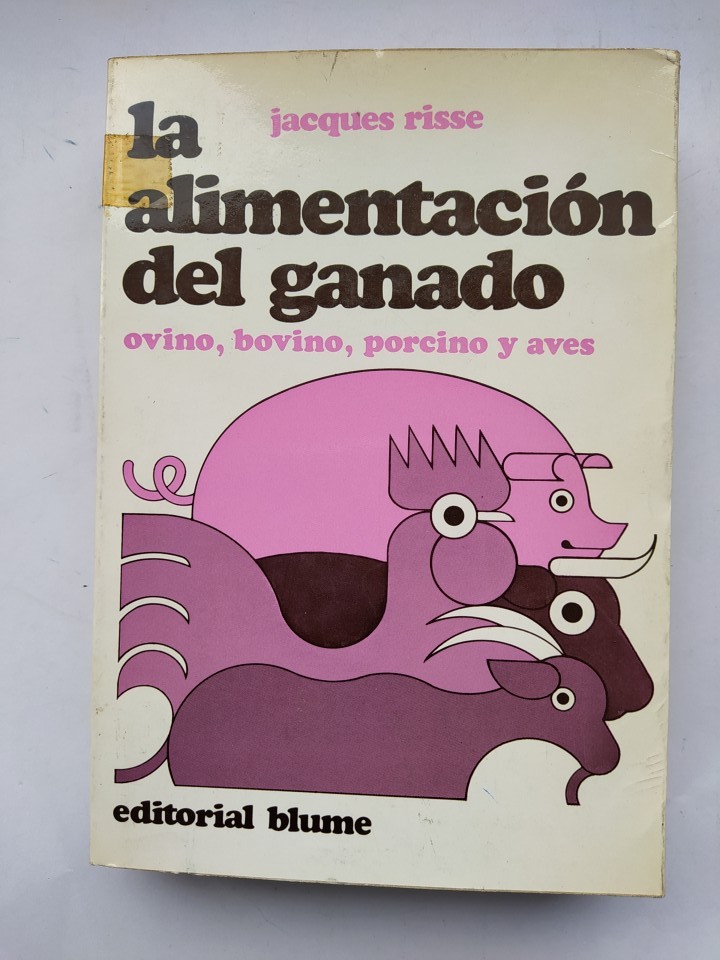 la
jacques risse
alimentación
del ganado
ovino, bovino, porcino y aves
editorial blume